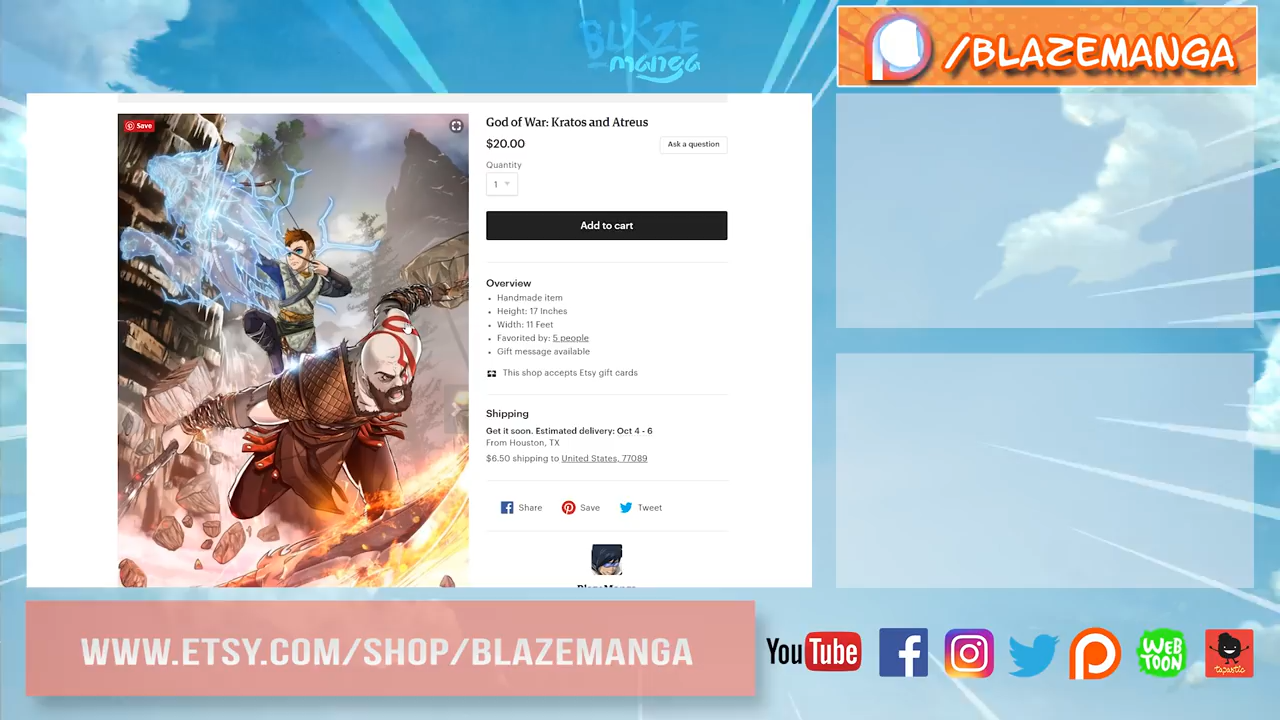 BLKZE
manga
/BLAZEMANGA
Save
God of War: Kratos and Atreus
$20.00
Ask a question
Quantity
1
Add to cart
Overview
Handmade item
Height: 17 Inches
Width: 11 Feet
Favorited by: 5 people
Gift message available
This shop accepts Etsy gift cards
Shipping
Get it soon. Estimated delivery: Oct 4 - 6
From Houston, TX
$6.50 shipping to United States, 77089
Share
Save
Tweet
WWW.ETSY.COM/SHOP/BLAZEMANGA
YouTube
WEB
TOON
tapastic